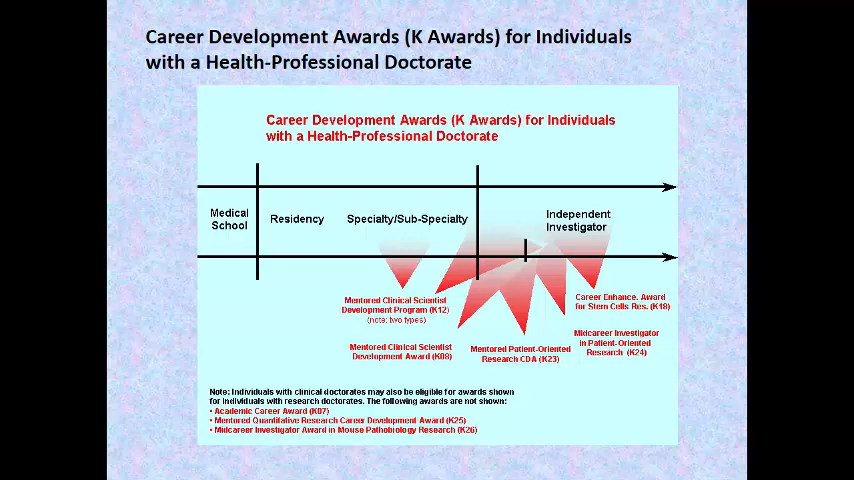 Career Development Awards (K Awards) for Individuals
with a Health-Professional Doctorate
Career Development Awards (K Awards) for Individuals
with a Health-Professional Doctorate
Medical
School
Residency
Specialty/Sub-Specialty
Independent
Investigator
Mentored Clinical Scientist
Development Program (K12)
(note: two types)
Career Enhance. Award
for Stem Cells Res. (K18)
Mentored Clinical Scientist
Development Award (K08)
Mentored Patient-Oriented
Research CDA (K23)
Midcareer Investigator
in Patient-Oriented
Research (K24)
Note: Individuals with clinical doctorates may also be eligible for awards shown
for individuals with research doctorates. The following awards are not shown:
• Academic Career Award (K07)
• Mentored Quantitative Research Career Development Award (K25)
• Midcareer Investigator Award in Mouse Pathobiology Research (K26)